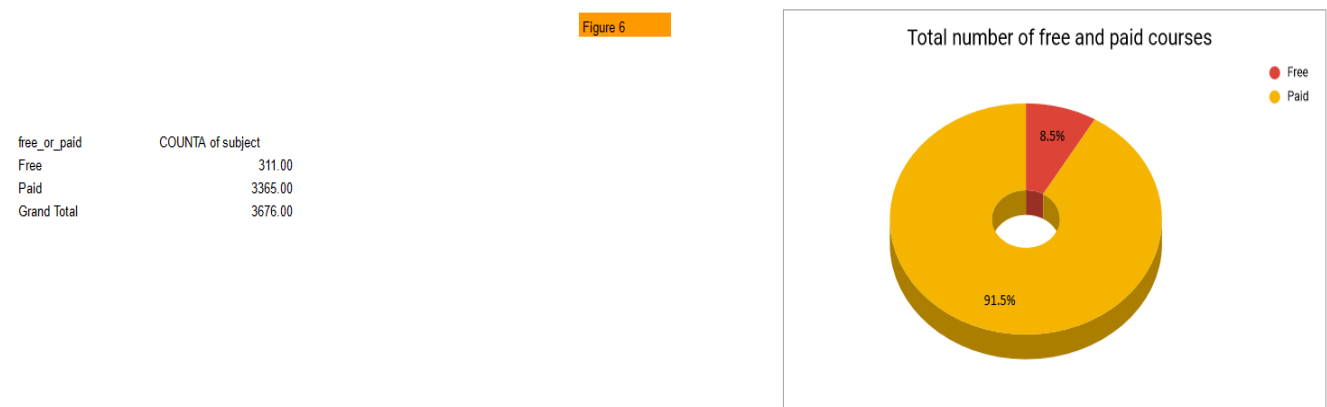 Figure 6
free_or_paid COUNTA of subject
Free 311.00
Paid 3365.00
Grand Total 3676.00
Total number of free and paid courses
Free
Paid
8.5%
91.5%